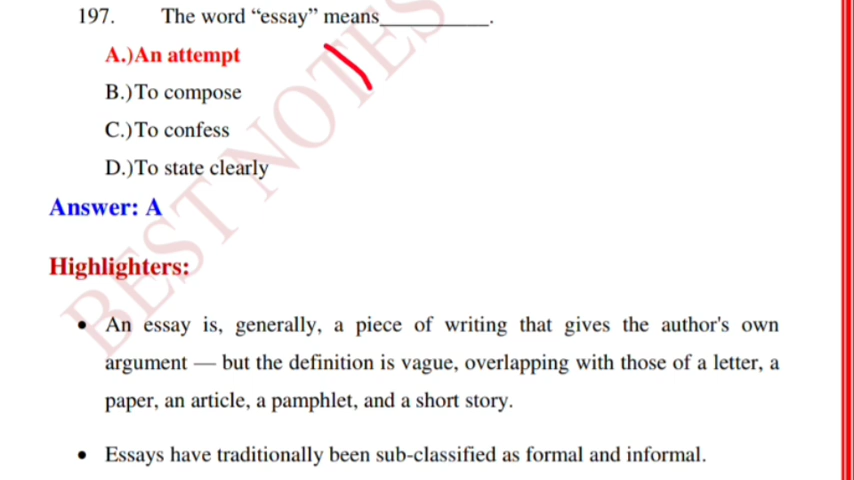 197. The word “essay” means__________.
A.)An attempt
B.)To compose
C.)To confess
D.)To state clearly
Answer: A
Highlighters:
• An essay is, generally, a piece of writing that gives the author's own
argument — but the definition is vague, overlapping with those of a letter, a
paper, an article, a pamphlet, and a short story.
• Essays have traditionally been sub-classified as formal and informal.
BEST NOTES